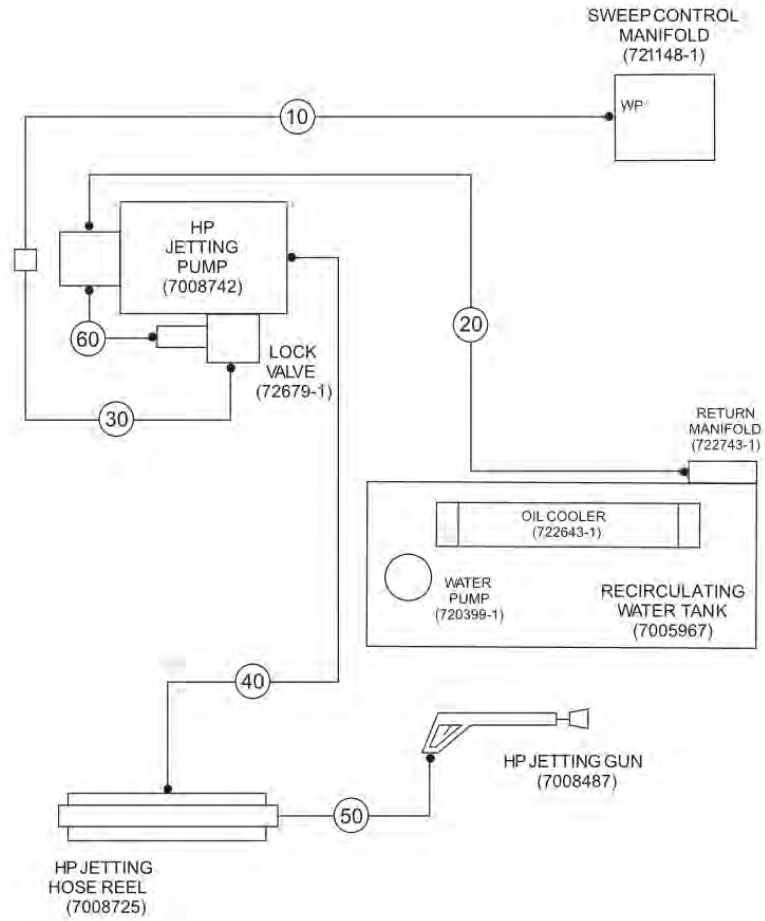 SWEEP CONTROL
MANIFOLD
(721148-1)
WP
10
HP
JETTING
PUMP
(7008742)
60
20
LOCK
VALVE
(72679-1)
30
RETURN
MANIFOLD
(722743-1)
OIL COOLER
(722643-1)
WATER
PUMP
(720399-1)
RECIRCULATING
WATER TANK
(7005967)
40
HP JETTING GUN
(7008487)
50
HP JETTING
HOSE REEL
(7008725)